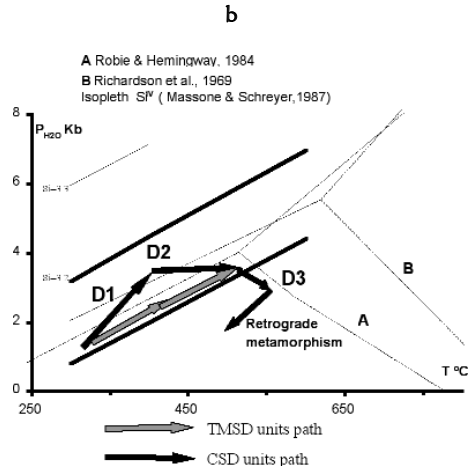 b
A Robie & Hemingway, 1984
B Richardson et al., 1969
Isopleth Si^IV ( Massone & Schreyer,1987)
8
P H2O Kb
6
D2
4
D1
D3
B
2
Retrograde
metamorphism
A
T ºC
0
250
450
650
TMSD units path
CSD units path